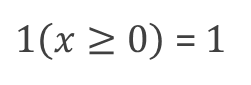 1(x ≥ 0) = 1